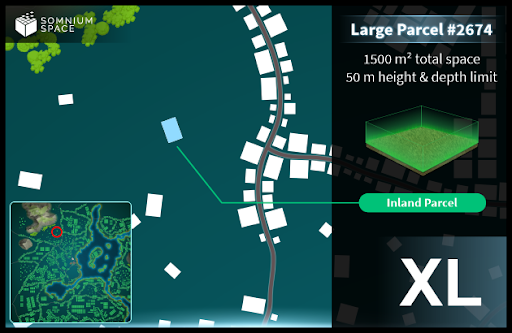 SOMNIUM
SPACE
Large Parcel #2674
1500 m² total space
50 m height & depth limit
Inland Parcel
XL